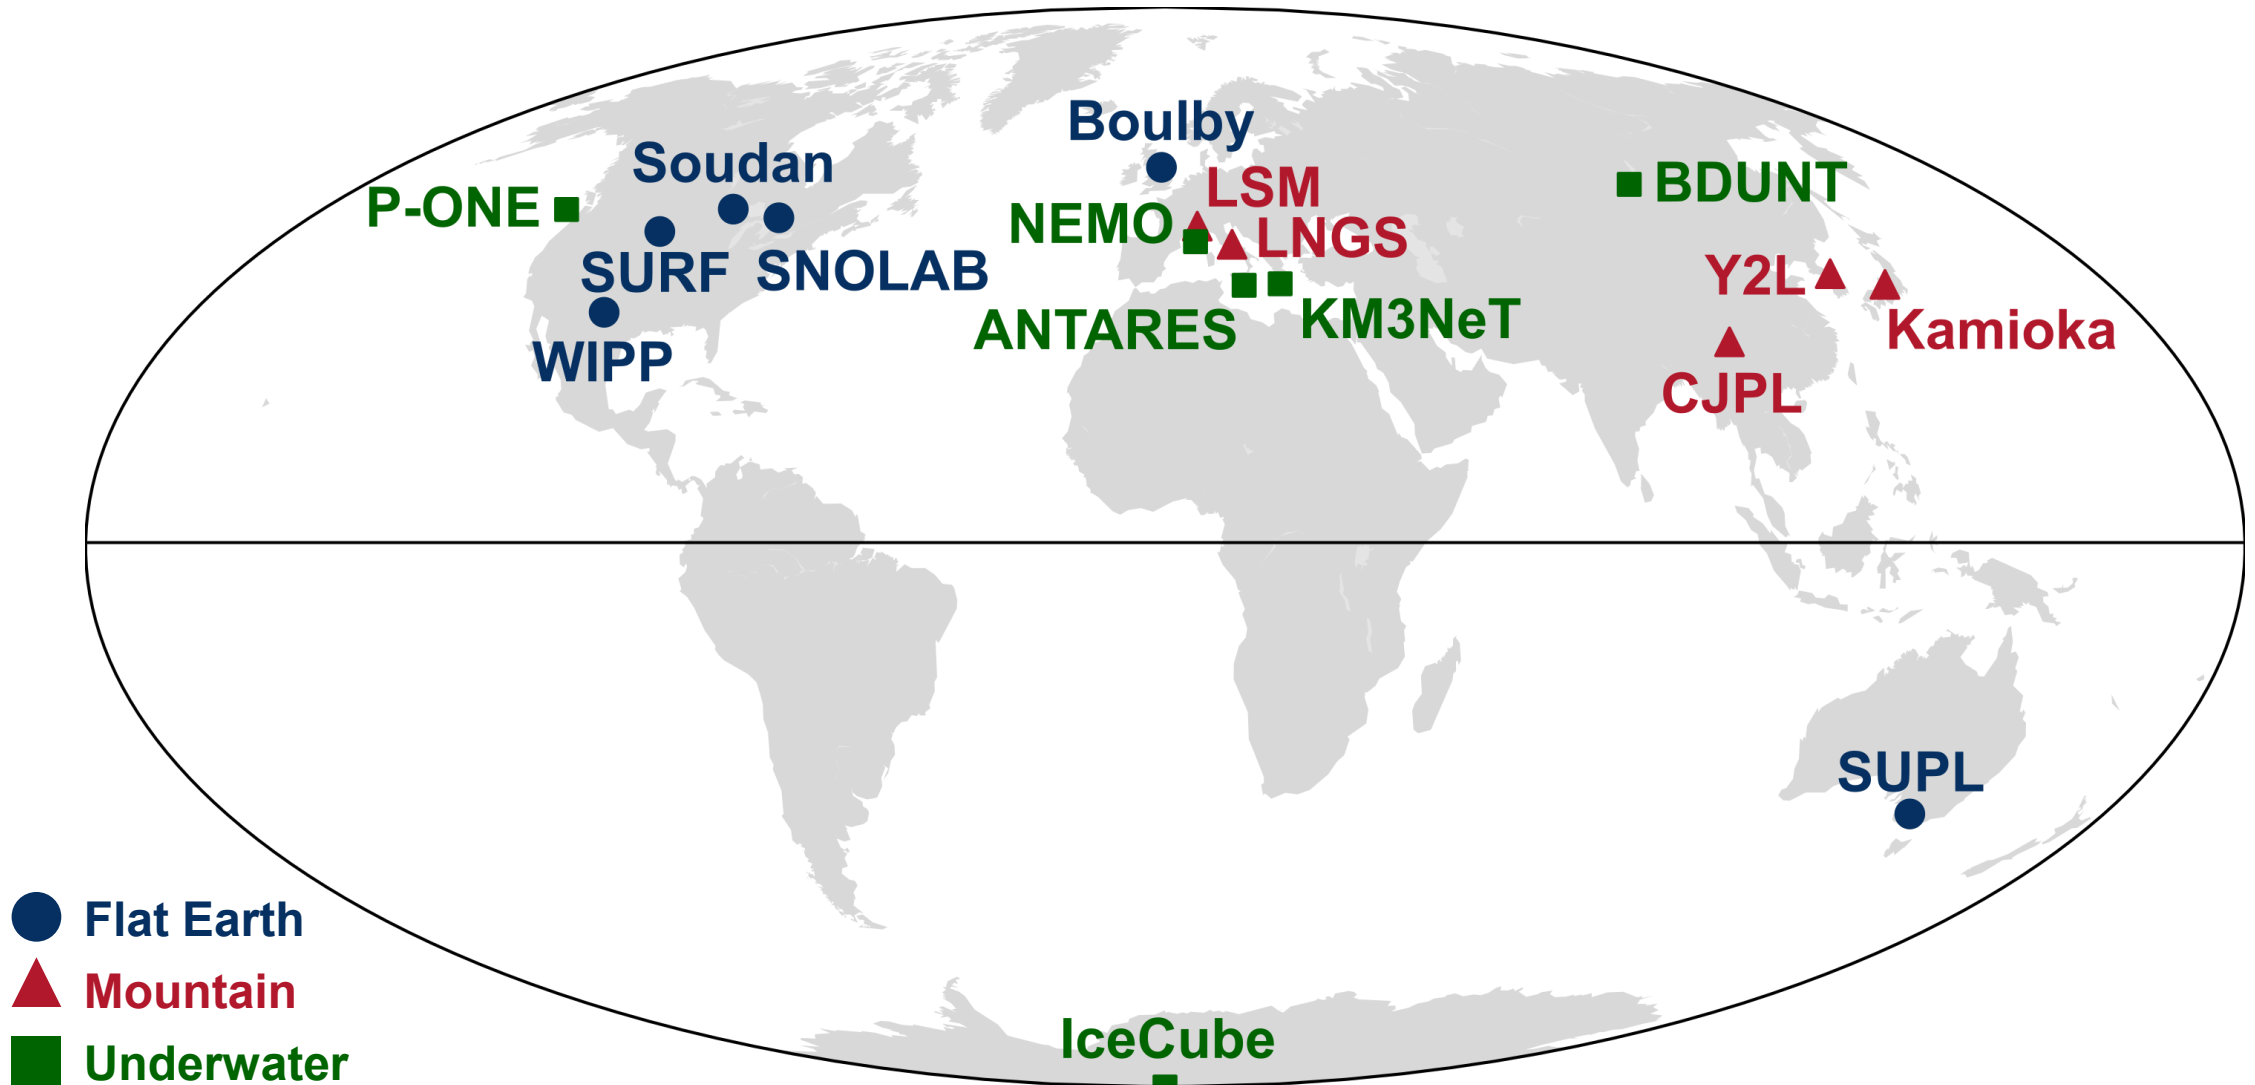 Boulby
Soudan
LSM
BDUNT
P-ONE
NEMO
LNGS
SURF
SNOLAB
Y2L
ANTARES
KM3NeT
Kamioka
WIPP
CJPL
SUPL
Flat Earth
Mountain
IceCube
Underwater